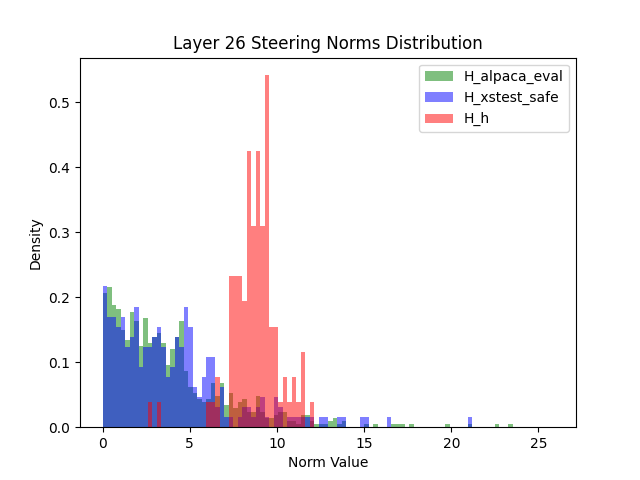 Layer 26 Steering Norms Distribution
H_alpaca_eval
H_xstest_safe
H_h
Density
0.5
0.4
0.3
0.2
0.1
0.0
0 5 10 15 20 25
Norm Value